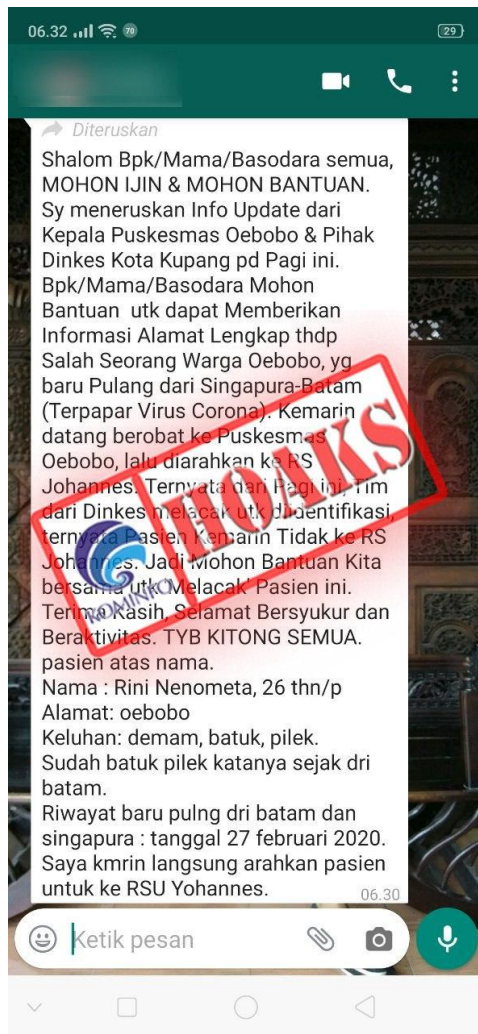 06.32
70
29
Diteruskan
Shalom Bpk/Mama/Basodara semua,
MOHON IJIN & MOHON BANTUAN.
Sy meneruskan Info Update dari
Kepala Puskesmas Oebobo & Pihak
Dinkes Kota Kupang pd Pagi ini.
Bpk/Mama/Basodara Mohon
Bantuan utk dapat Memberikan
Informasi Alamat Lengkap thdp
Salah Seorang Warga Oebobo, yg
baru Pulang dari Singapura-Batam
(Terpapar Virus Corona). Kemarin
datang berobat ke Puskesmas
Oebobo, lalu diarahkan ke RS
Johannes. Ternyata dari Pagi ini, Tim
dari Dinkes melacak utk diidentifikasi,
ternyata Pasien Kemarin Tidak ke RS
Johannes. Jadi Mohon Bantuan Kita
bersama utk Melacak Pasien ini.
Terima Kasih, Selamat Bersyukur dan
Beraktivitas. TYB KITONG SEMUA.
pasien atas nama.
Nama : Rini Nenometa, 26 thn/p
Alamat: oebobo
Keluhan: demam, batuk, pilek.
Sudah batuk pilek katanya sejak dri
batam.
Riwayat baru pulng dri batam dan
singapura : tanggal 27 februari 2020.
Saya kmrin langsung arahkan pasien
untuk ke RSU Yohannes.
06.30
HOAKS
KOMINFO
Ketik pesan